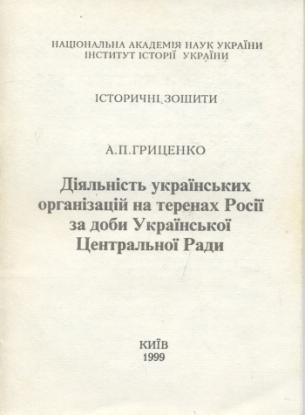 НАЦІОНАЛЬНА АКАДЕМІЯ НАУК УКРАЇНИ
ІНСТИТУТ ІСТОРІЇ УКРАЇНИ
ІСТОРИЧНІ ЗОШИТИ
А.П.ГРИЦЕНКО
Діяльність українських
організацій на теренах Росії
за доби Української
Центральної Ради
КИЇВ
1999